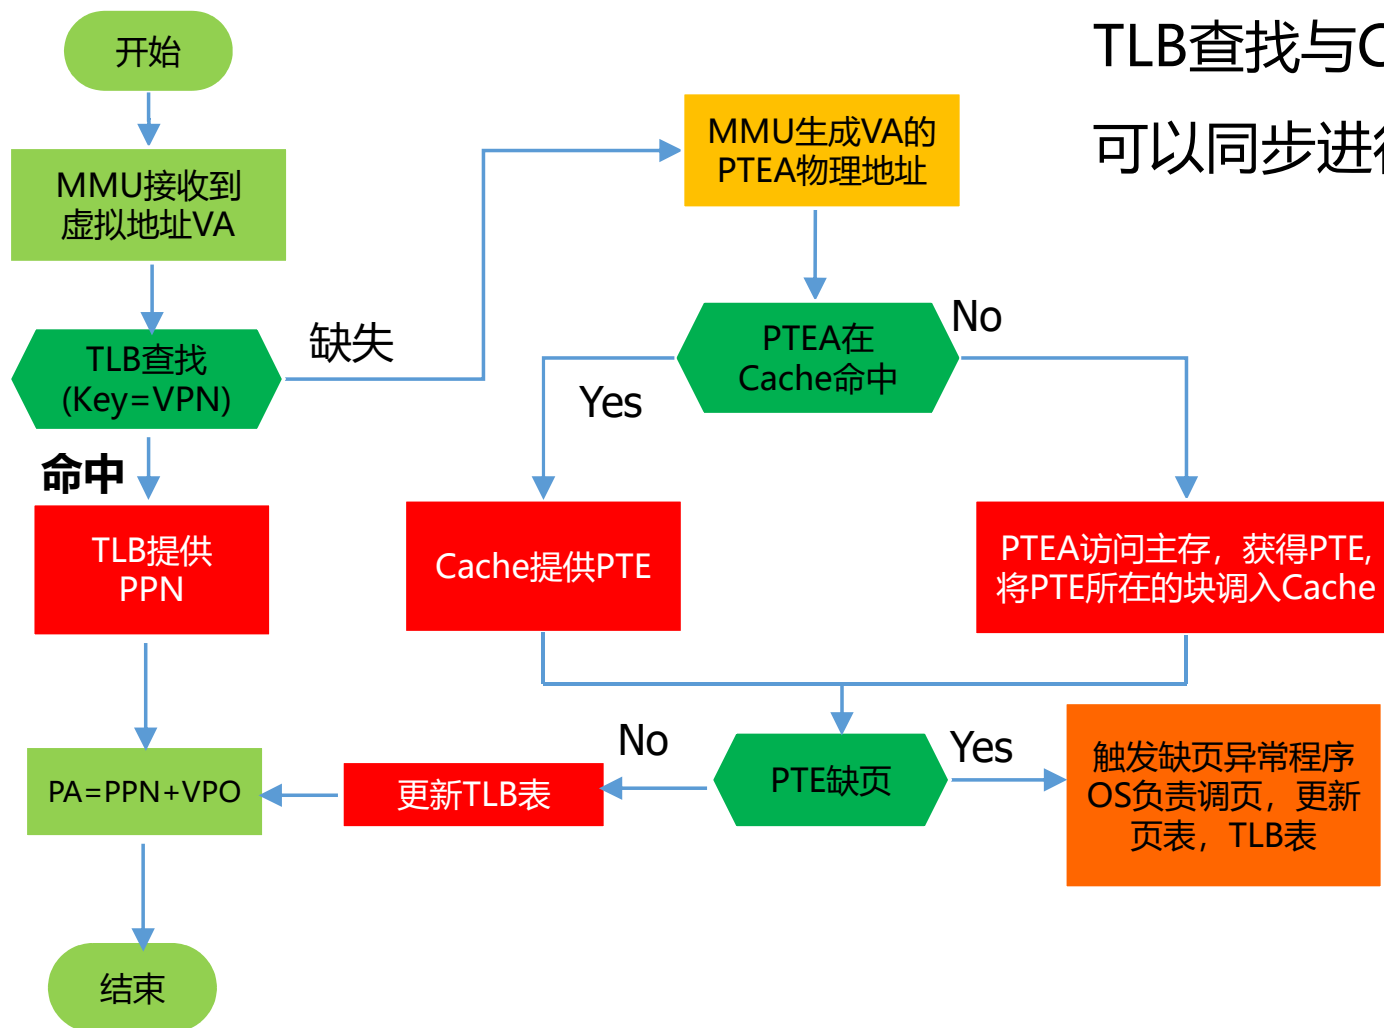 开始
TLB查找与C
可以同步进行
MMU接收到
虚拟地址VA
MMU生成VA的
PTEA物理地址
TLB查找
(Key=VPN)
缺失
命中
PTEA在
Cache命中
Yes
No
TLB提供
PPN
Cache提供PTE
PTEA访问主存，获得PTE,
将PTE所在的块调入Cache
PTE缺页
No
Yes
更新TLB表
PA=PPN+VPO
触发缺页异常程序
OS负责调页，更新
页表，TLB表
结束